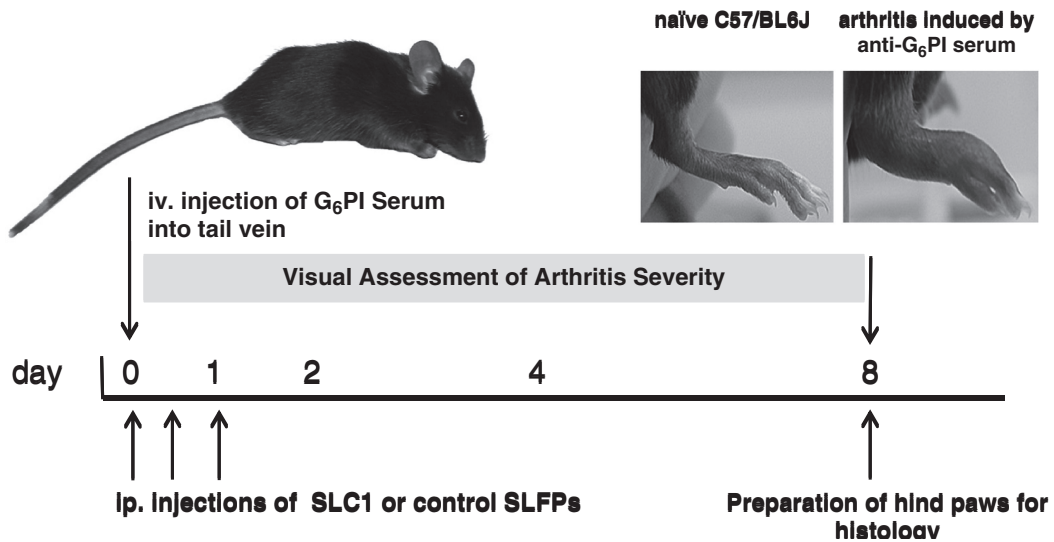 naïve C57/BL6J
arthritis induced by
anti-G₆PI serum
iv. injection of G₆PI Serum
into tail vein
Visual Assessment of Arthritis Severity
day 0 1 2 4 8
ip. injections of SLC1 or control SLFPs
Preparation of hind paws for
histology